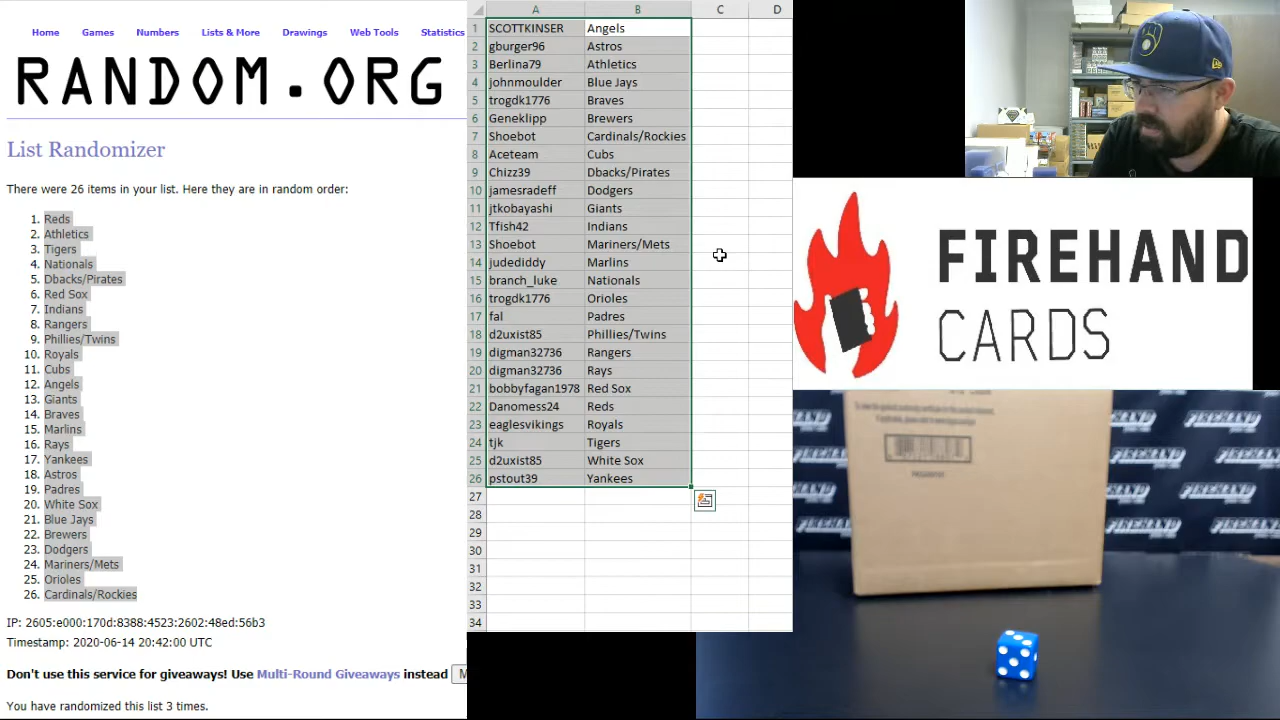 Home Games Numbers Lists & More Drawings Web Tools Statistics
RANDOM.ORG
List Randomizer
There were 26 items in your list. Here they are in random order:
1. Reds
2. Athletics
3. Tigers
4. Nationals
5. Dbacks/Pirates
6. Red Sox
7. Indians
8. Rangers
9. Phillies/Twins
10. Royals
11. Cubs
12. Angels
13. Giants
14. Braves
15. Marlins
16. Rays
17. Yankees
18. Astros
19. Padres
20. White Sox
21. Blue Jays
22. Brewers
23. Dodgers
24. Mariners/Mets
25. Orioles
26. Cardinals/Rockies
IP: 2605:e000:170d:8388:4523:2602:48ed:56b3
Timestamp: 2020-06-14 20:42:00 UTC
Don't use this service for giveaways! Use Multi-Round Giveaways instead M
You have randomized this list 3 times.
A B C D
1 SCOTTKINSER Angels
2 gburger96 Astros
3 Berlina79 Athletics
4 johnmoulder Blue Jays
5 trogdk1776 Braves
6 Geneklipp Brewers
7 Shoebot Cardinals/Rockies
8 Aceteam Cubs
9 Chizz39 Dbacks/Pirates
10 jamesradeff Dodgers
11 jtkobayashi Giants
12 Tfish42 Indians
13 Shoebot Mariners/Mets
14 judediddy Marlins
15 branch_luke Nationals
16 trogdk1776 Orioles
17 fal Padres
18 d2uxist85 Phillies/Twins
19 digman32736 Rangers
20 digman32736 Rays
21 bobbyfagan1978 Red Sox
22 Danomess24 Reds
23 eaglesvikings Royals
24 tjk Tigers
25 d2uxist85 White Sox
26 pstout39 Yankees
27
28
29
30
31
32
33
34
FIREHAND
CARDS